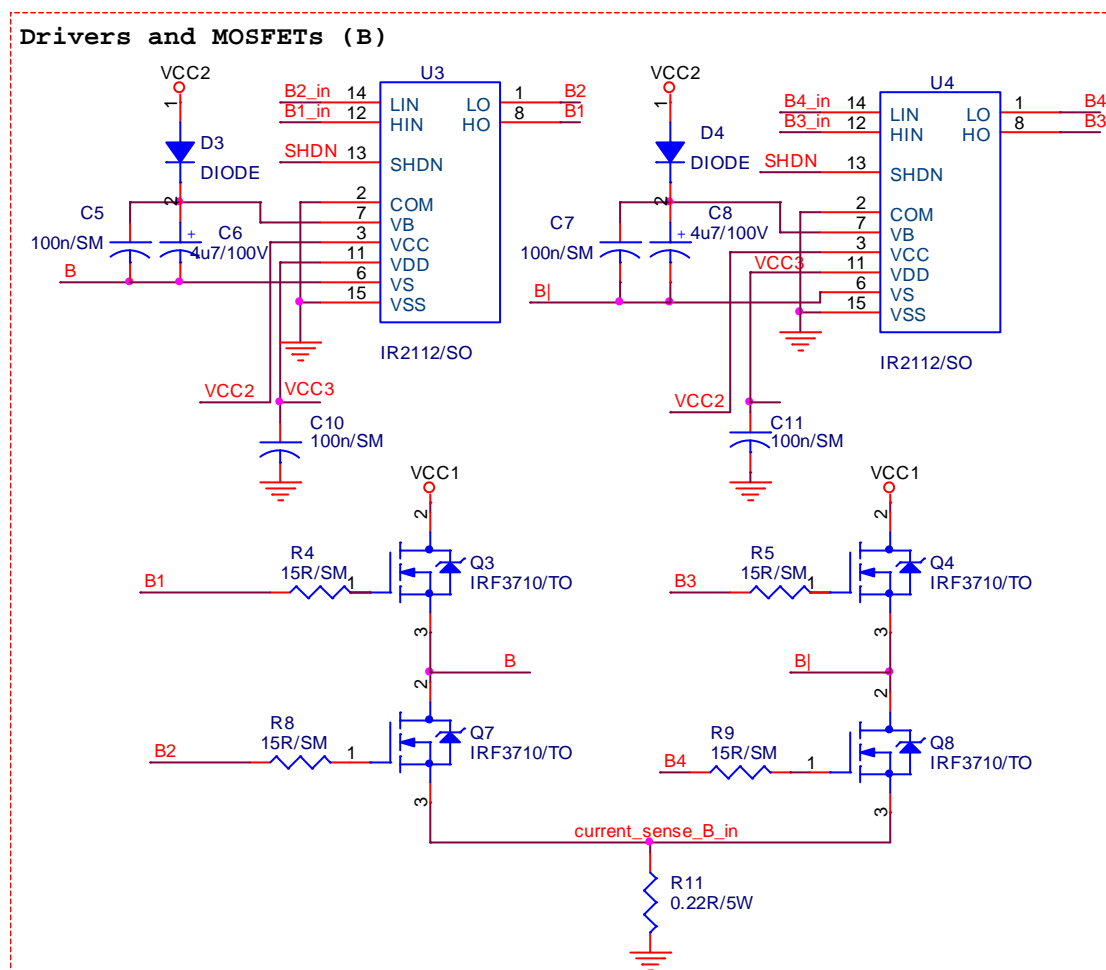 Drivers and MOSFETs (B)
VCC2
1
D3
DIODE
2
C5
100n/SM
C6
+
4u7/100V
B
U3
B2_in
14
LIN
LO
1
B2
B1_in
12
HIN
HO
8
B1
SHDN
13
SHDN
2
COM
7
VB
3
VCC
11
VDD
6
VS
15
VSS
IR2112/SO
VCC2
VCC3
C10
100n/SM
VCC2
1
D4
DIODE
2
C7
100n/SM
C8
+
4u7/100V
B|
U4
B4_in
14
LIN
LO
1
B4
B3_in
12
HIN
HO
8
B3
SHDN
13
SHDN
2
COM
7
VB
3
VCC
VCC3
11
VDD
6
VS
15
VSS
IR2112/SO
VCC2
C11
100n/SM
VCC1
2
B1
R4
15R/SM
1
Q3
IRF3710/TO
3
B
2
B2
R8
15R/SM
1
Q7
IRF3710/TO
3
VCC1
2
B3
R5
15R/SM
1
Q4
IRF3710/TO
3
B|
2
B4
R9
15R/SM
1
Q8
IRF3710/TO
3
current_sense_B_in
R11
0.22R/5W